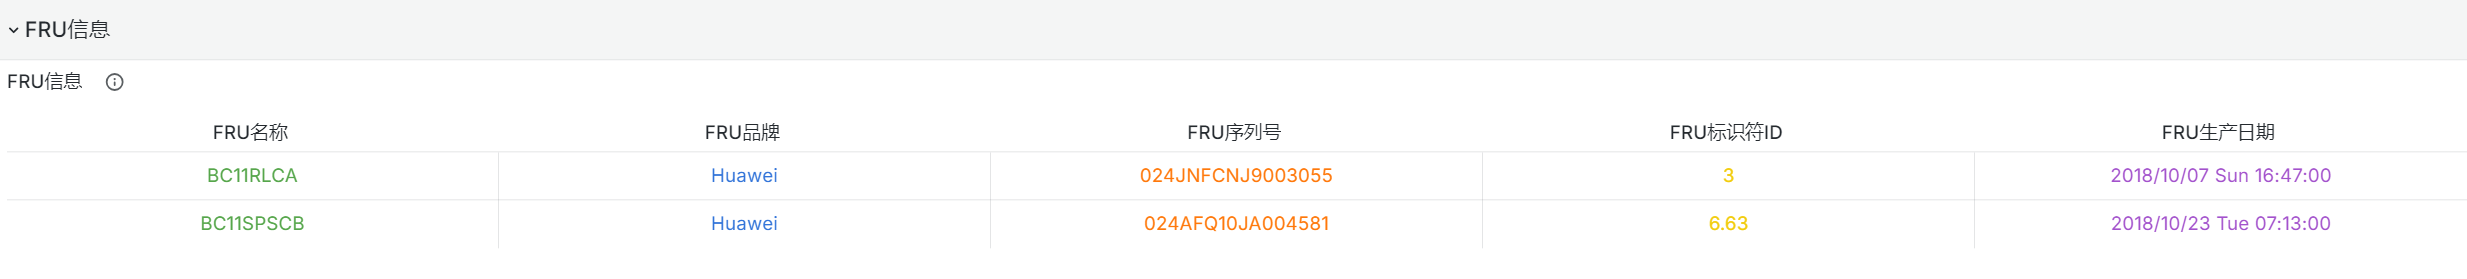 FRU信息
FRU信息
FRU名称 FRU品牌 FRU序列号 FRU标识符ID FRU生产日期
BC11RLCA Huawei 024JNFCNJ9003055 3 2018/10/07 Sun 16:47:00
BC11SPSCB Huawei 024AFQ10JA004581 6.63 2018/10/23 Tue 07:13:00